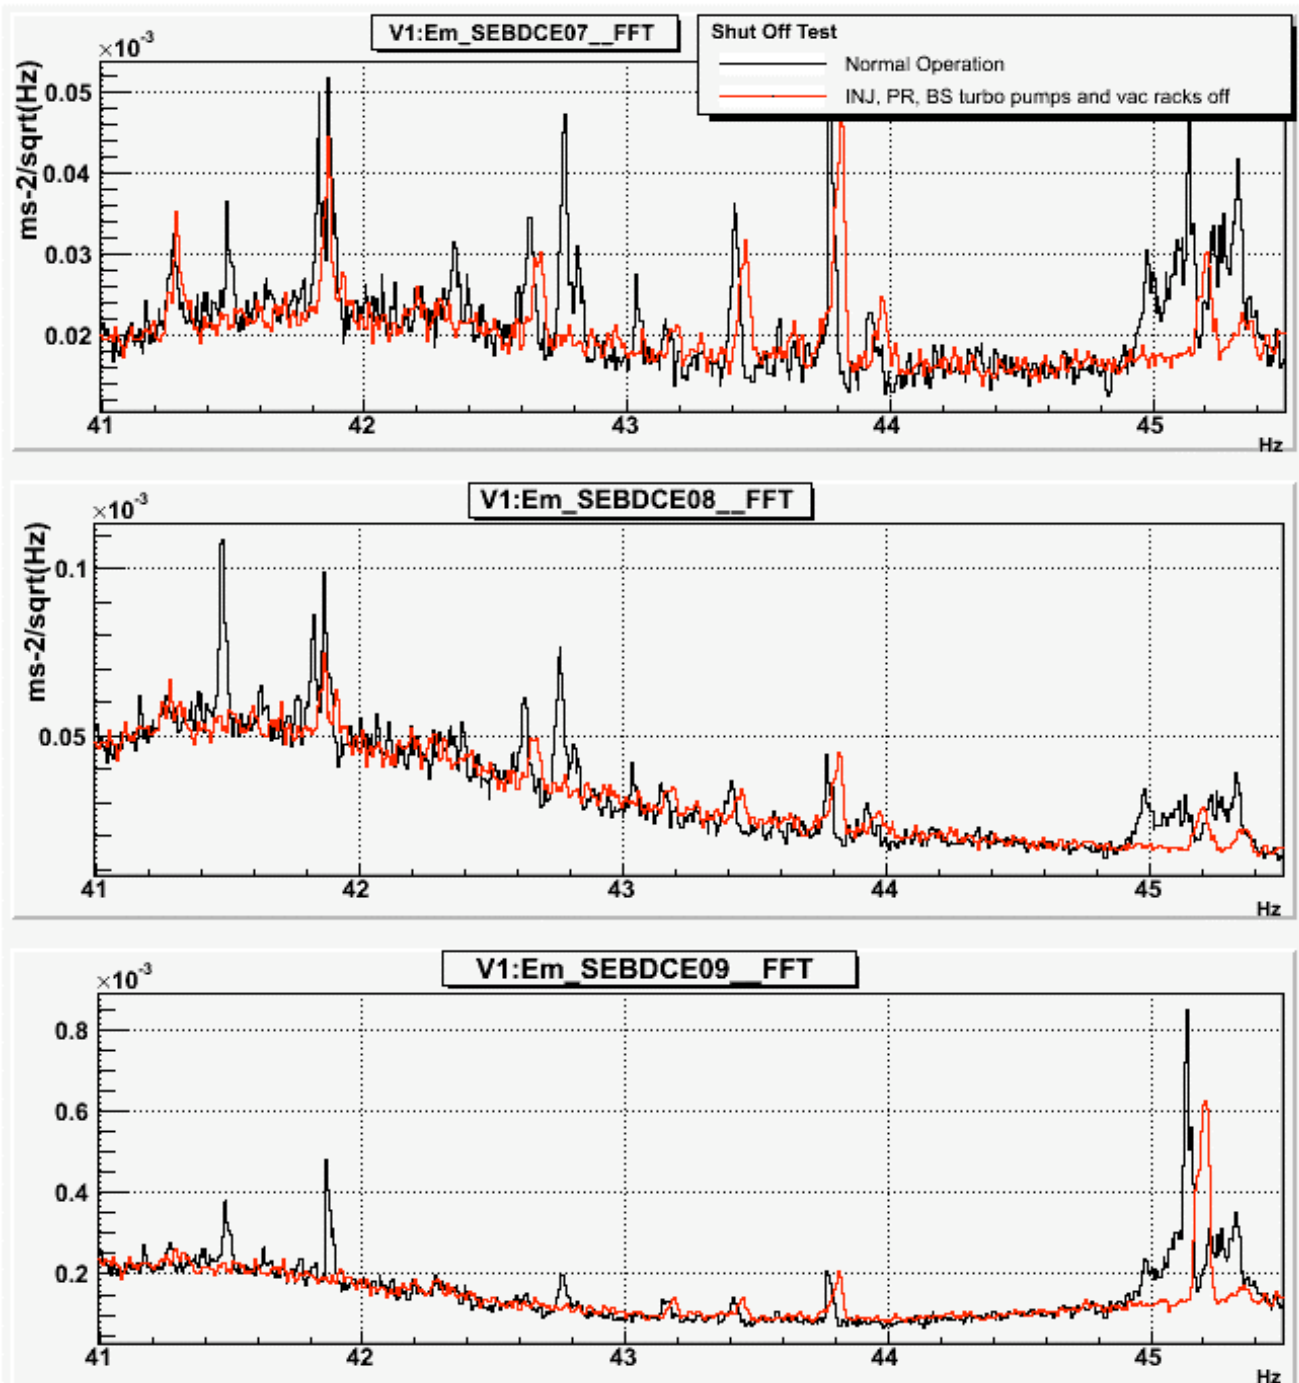 V1:Em_SEBDCE07__FFT
Shut Off Test
Normal Operation
INJ, PR, BS turbo pumps and vac racks off
×10⁻³
ms-2/sqrt(Hz)
0.05
0.04
0.03
0.02
41 42 43 44 45
Hz
V1:Em_SEBDCE08__FFT
×10⁻³
ms-2/sqrt(Hz)
0.1
0.05
41 42 43 44 45
Hz
V1:Em_SEBDCE09__FFT
×10⁻³
0.8
0.6
0.4
0.2
41 42 43 44 45
Hz